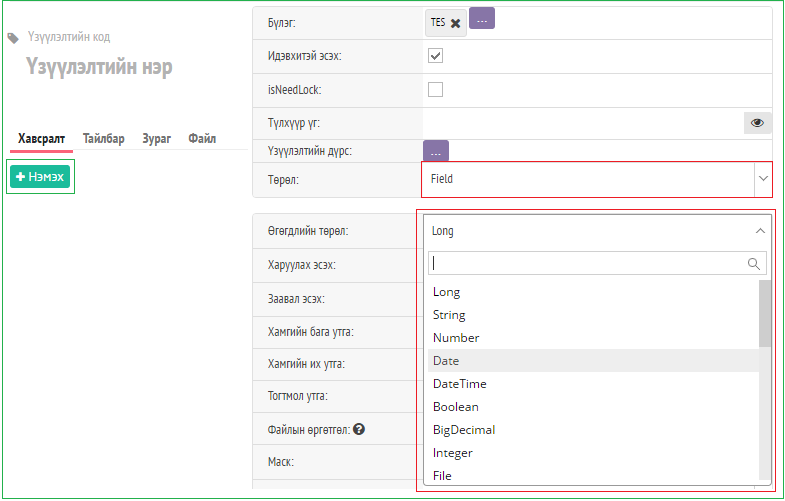 Үзүүлэлтийн код
Үзүүлэлтийн нэр
Хавсралт Тайлбар Зураг Файл
Нэмэх
Бүлэг: TES ...
Идэвхитэй эсэх:
isNeedLock:
Түлхүүр үг:
Үзүүлэлтийн дүрс: ...
Төрөл: Field
Өгөгдлийн төрөл: Long
Харуулах эсэх:
Заавал эсэх:
Хамгийн бага утга:
Хамгийн их утга:
Тогтмол утга:
Файлын өргөтгөл:
Маск:
Long
String
Number
Date
DateTime
Boolean
BigDecimal
Integer
File